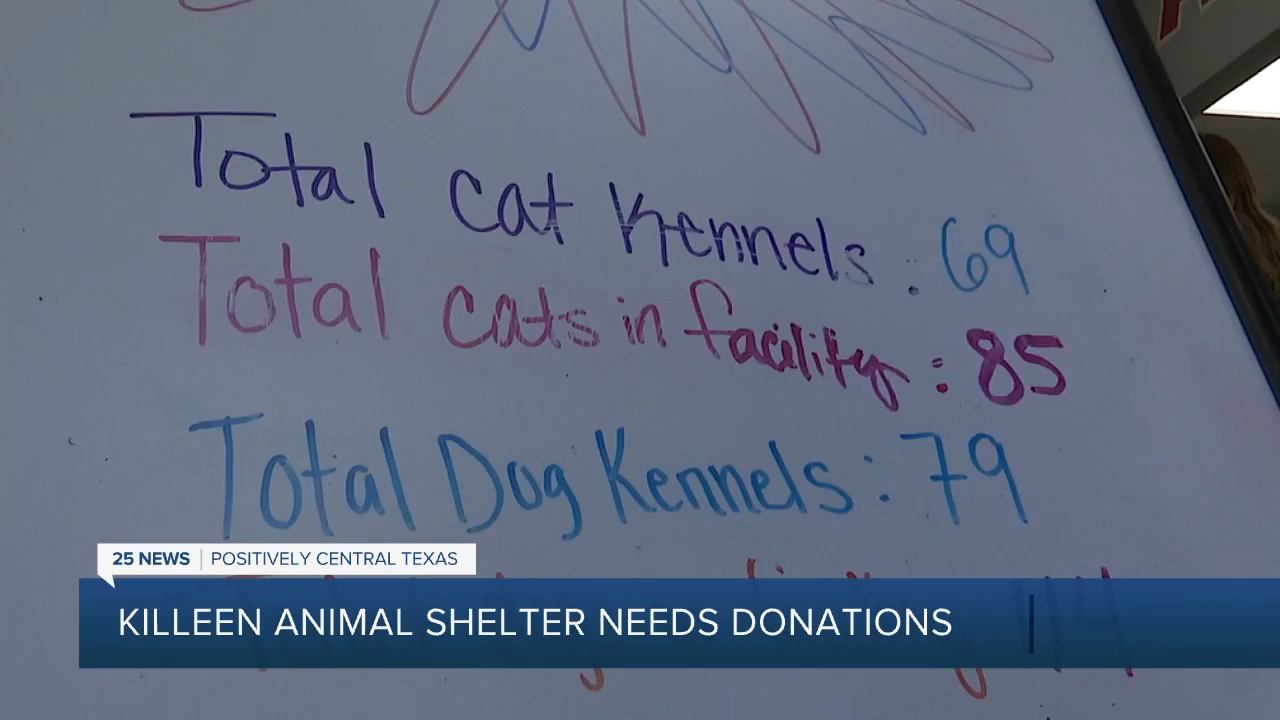 Total Cat Kennels: 69
Total cats in facility: 85
Total Dog Kennels: 79
25 NEWS | POSITIVELY CENTRAL TEXAS
KILLEEN ANIMAL SHELTER NEEDS DONATIONS